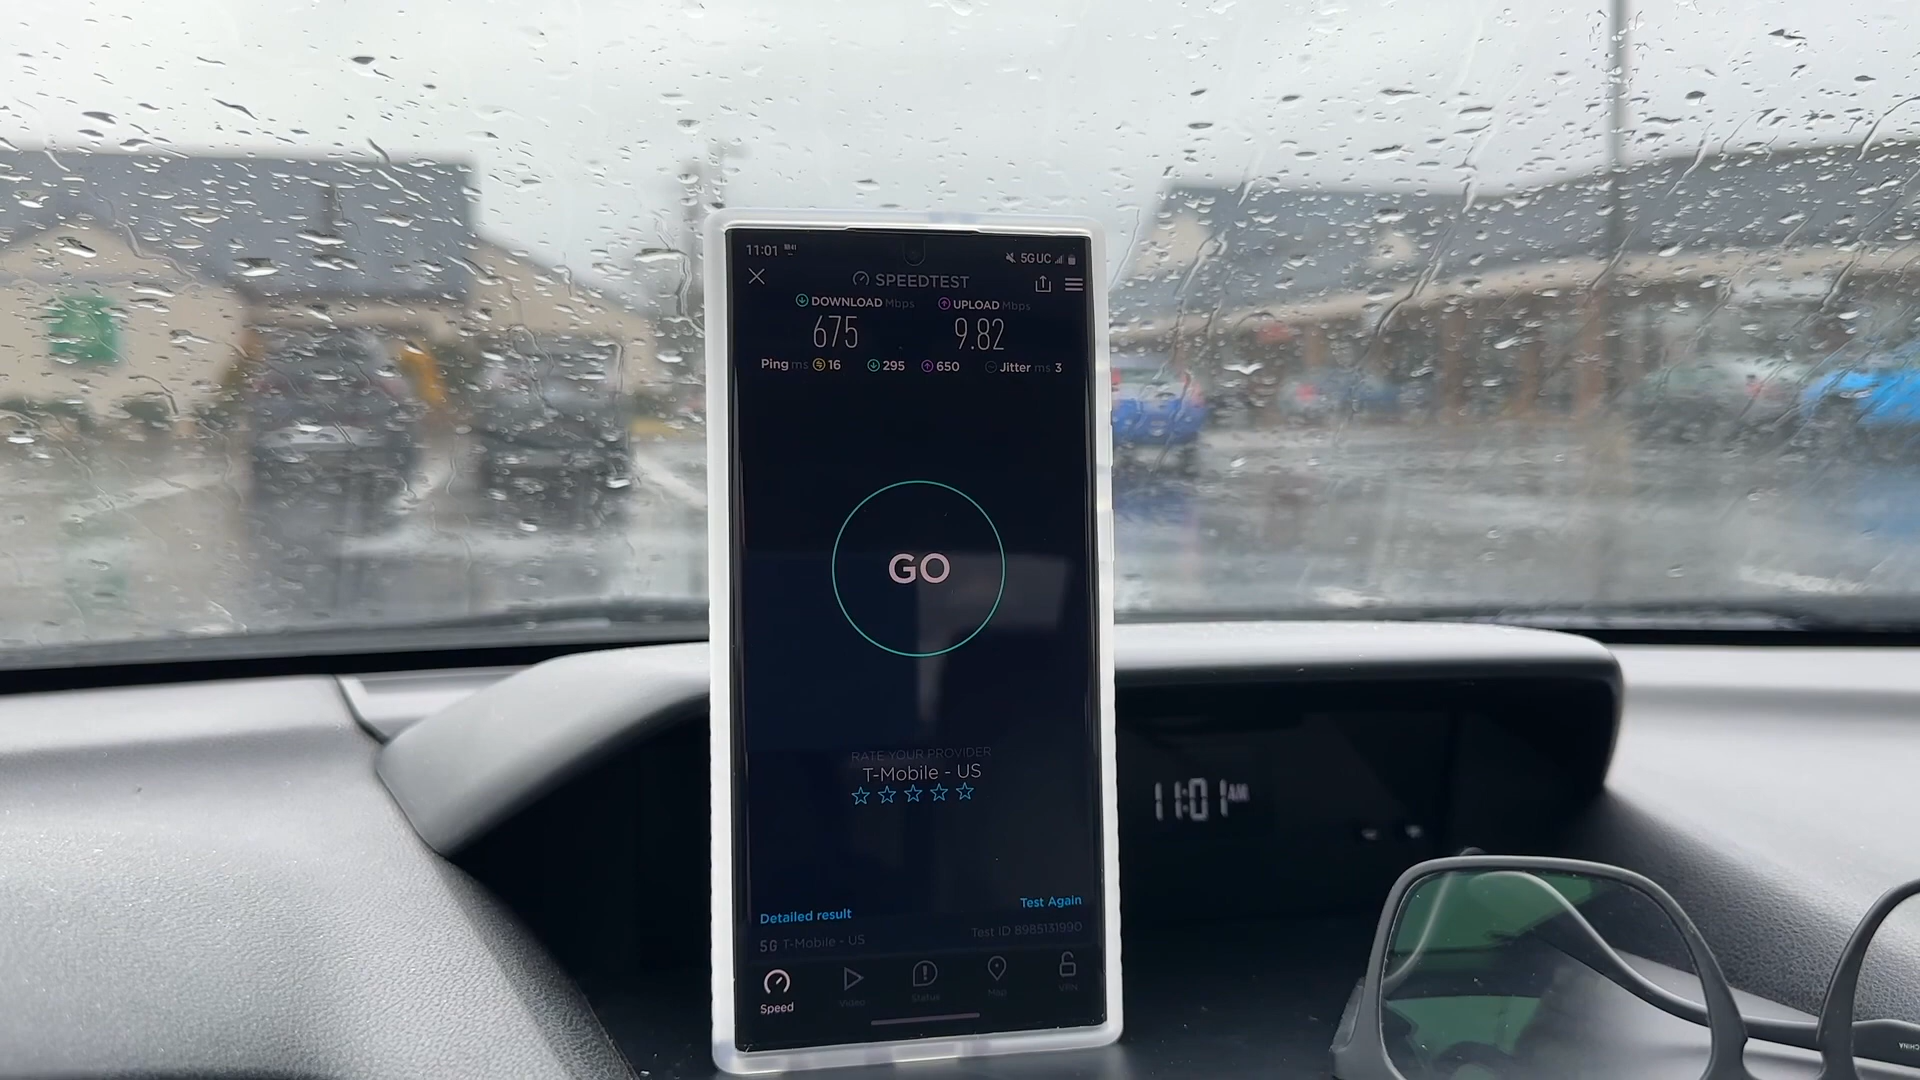 11:01
5GUC
SPEEDTEST
DOWNLOAD Mbps UPLOAD Mbps
675 9.82
Ping ms 16 295 650 Jitter ms 3
GO
RATE YOUR PROVIDER
T-Mobile - US
Detailed result Test Again
5G T-Mobile - US Test ID 8985131990
Speed Video Status Map VPN
11:01 AM
CHINA